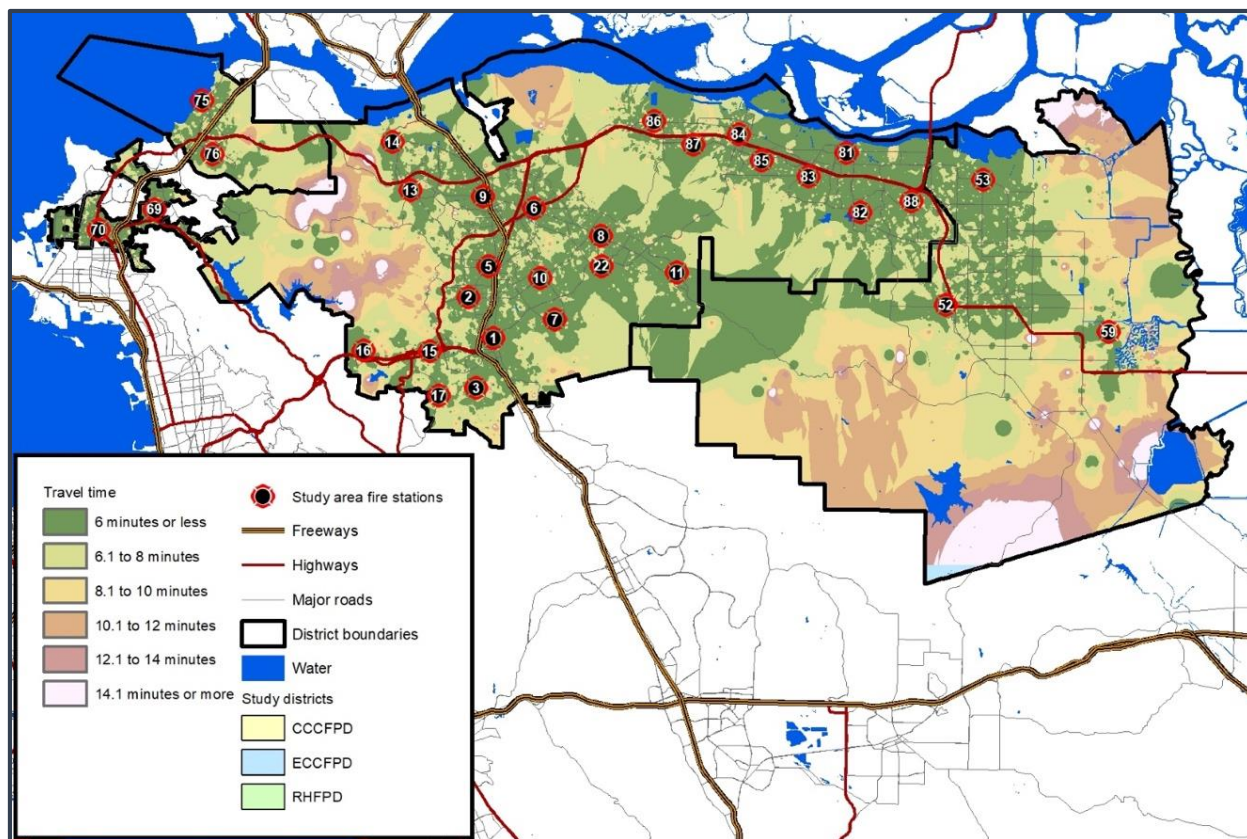 75
86
84
14
87
81
76
85
83
53
13
9
82
88
69
6
70
8
5
22
11
10
2
52
7
59
1
16
15
3
17
Travel time
6 minutes or less
6.1 to 8 minutes
8.1 to 10 minutes
10.1 to 12 minutes
12.1 to 14 minutes
14.1 minutes or more
Study area fire stations
Freeways
Highways
Major roads
District boundaries
Water
Study districts
CCCFPD
ECCFPD
RHFPD